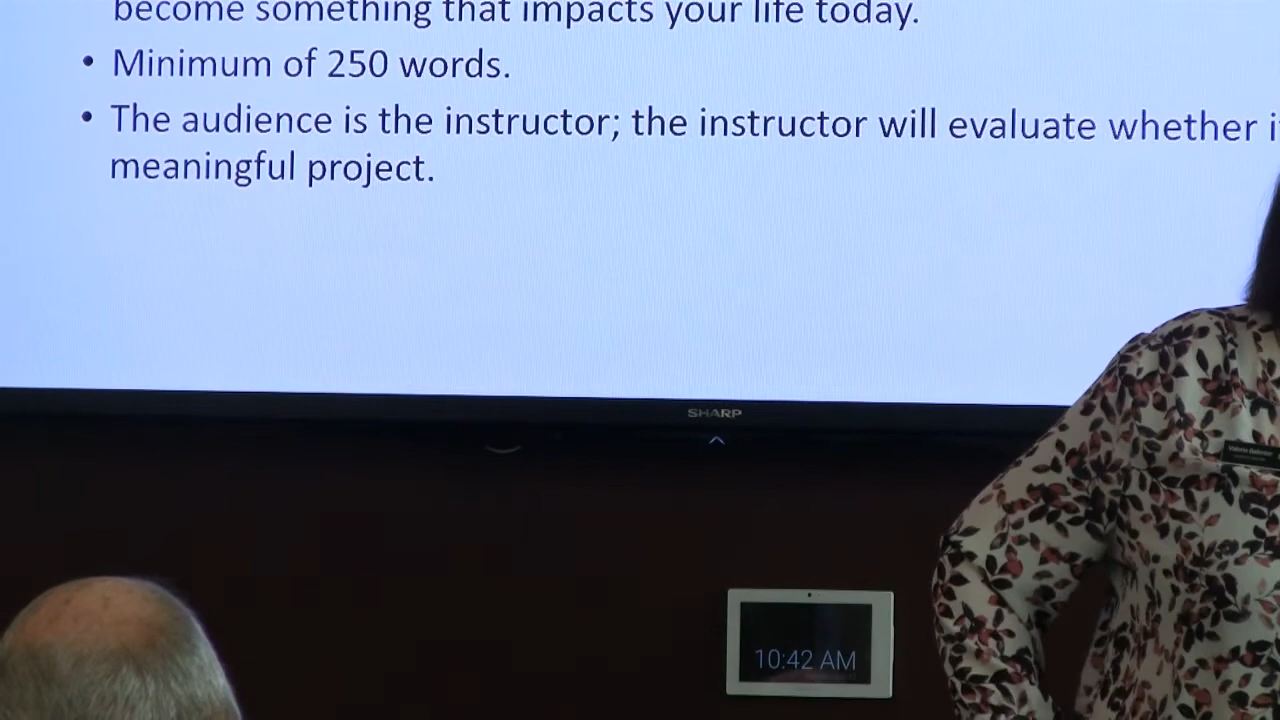 become something that impacts your life today.
• Minimum of 250 words.
• The audience is the instructor; the instructor will evaluate whether
meaningful project.
SHARP
10:42 AM